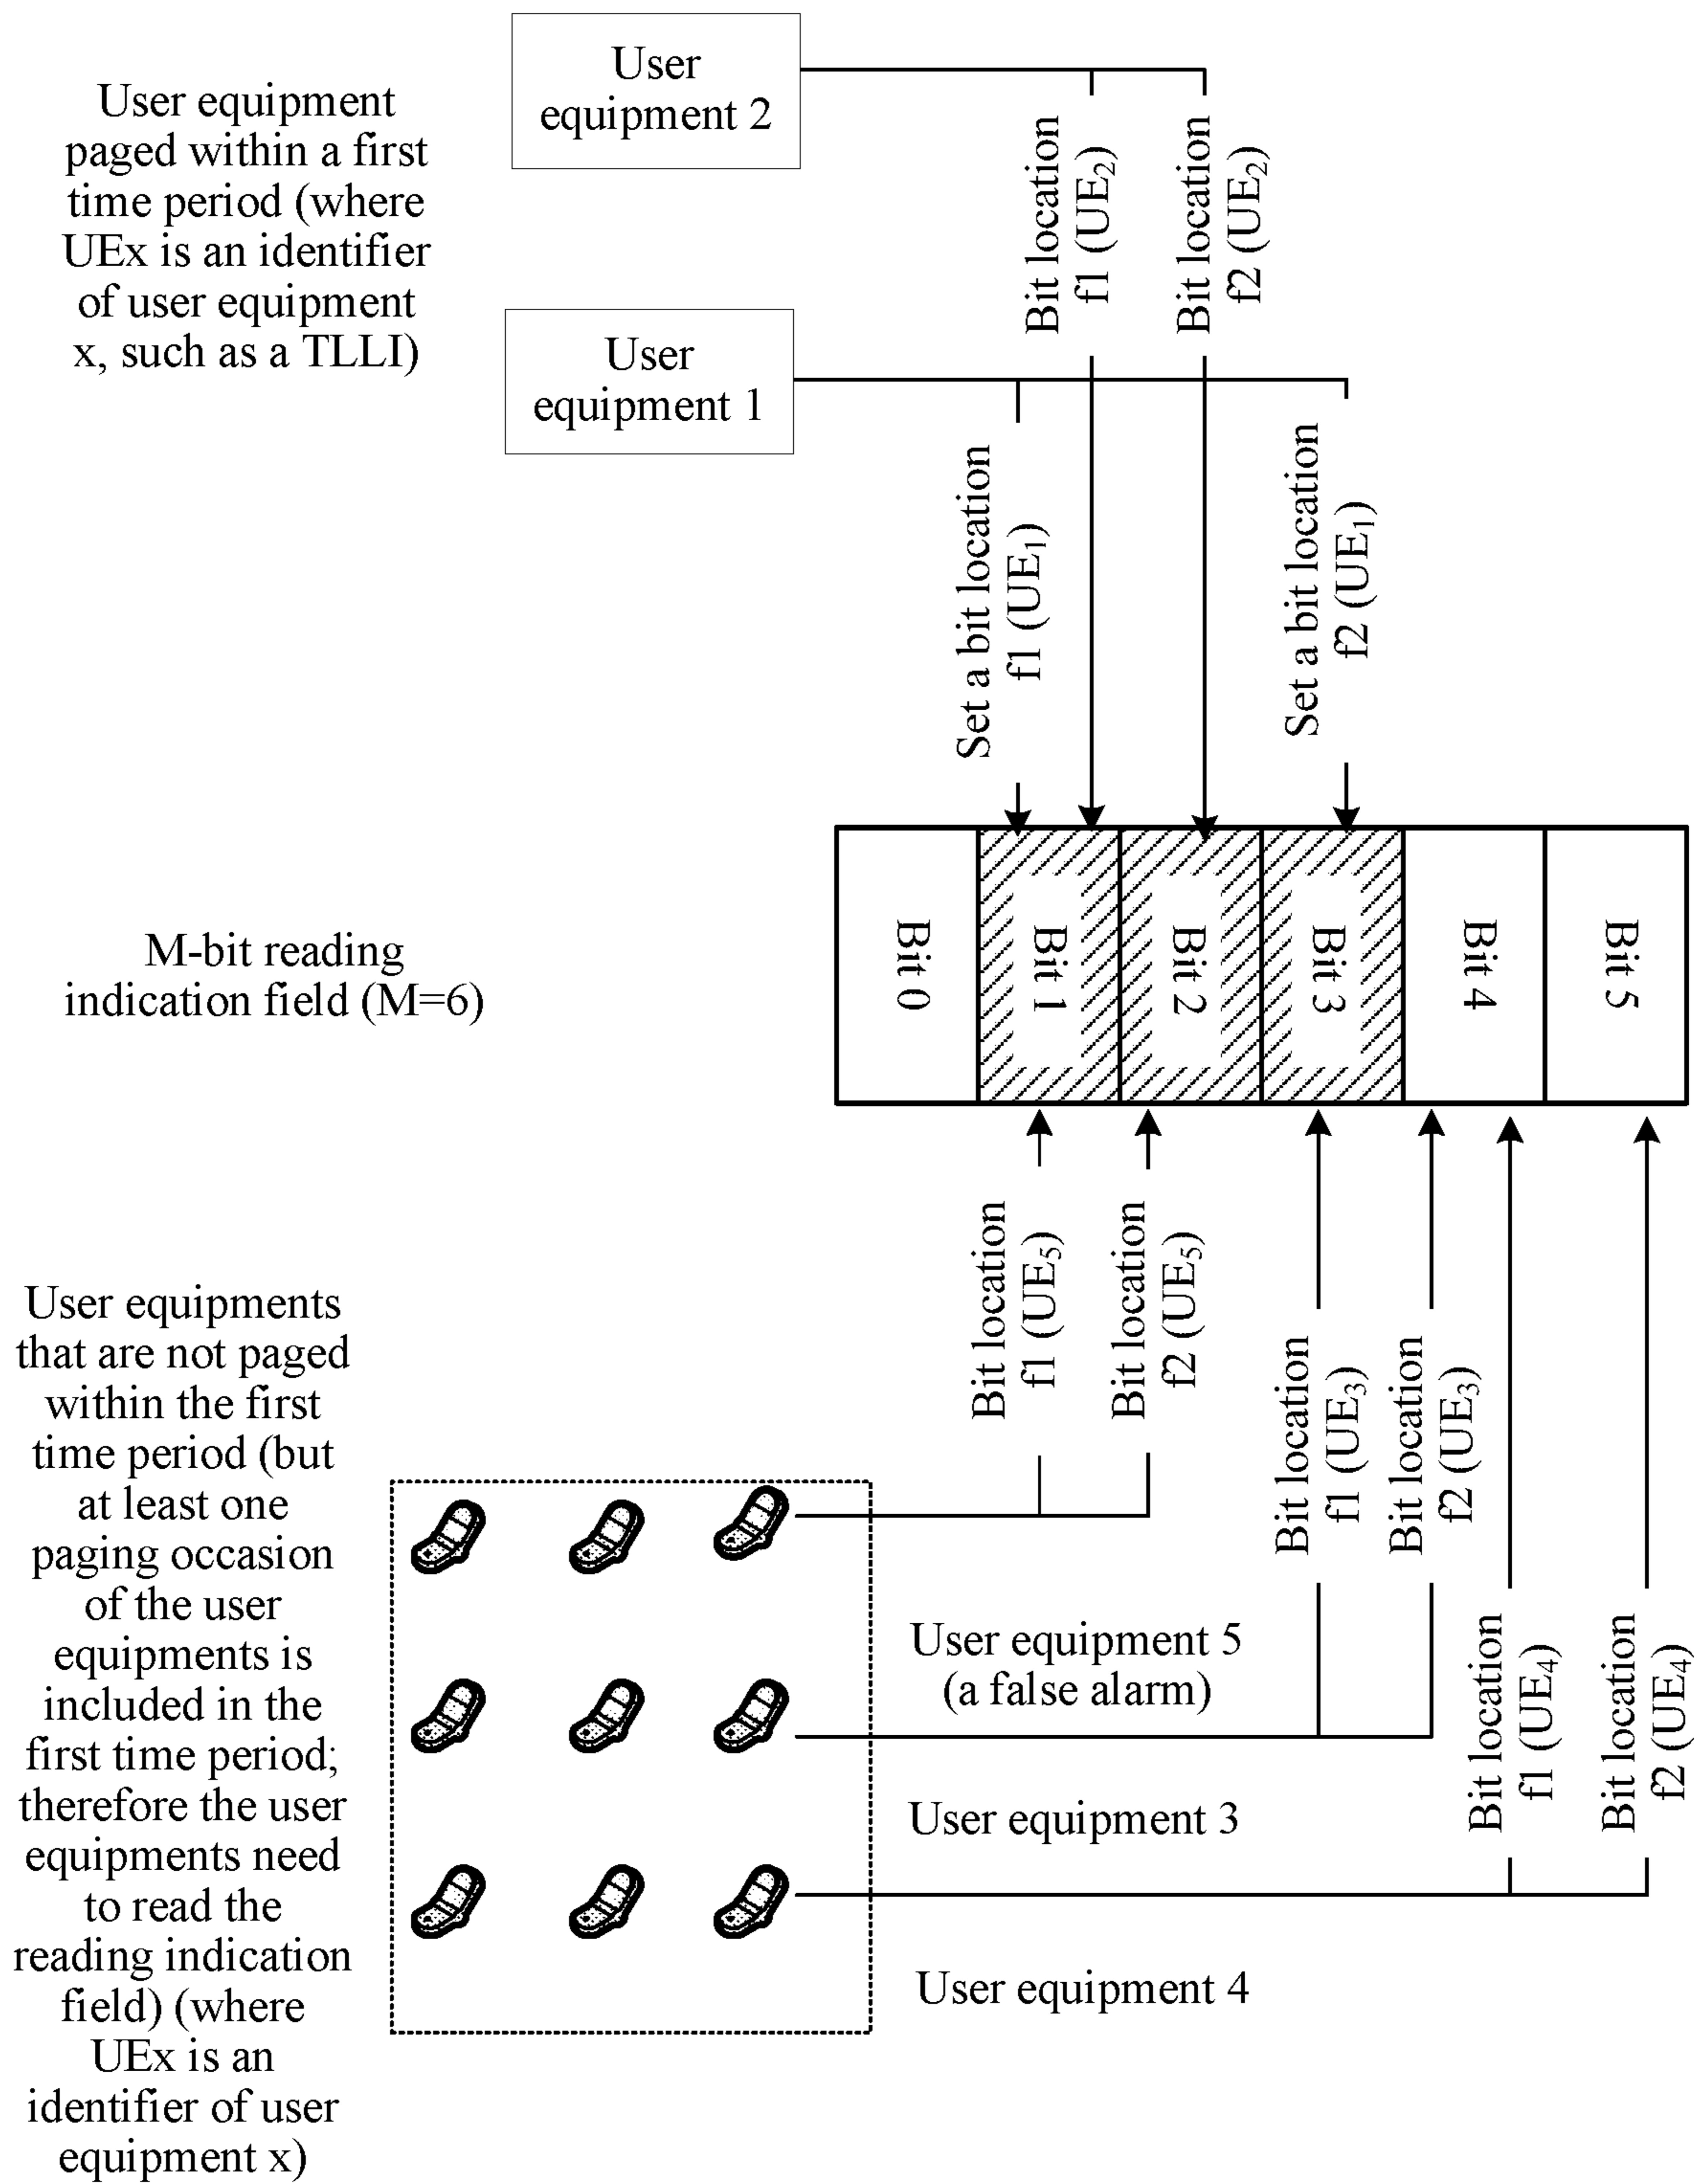 User
equipment 2
User equipment
paged within a first
time period (where
UEx is an identifier
of user equipment
x, such as a TLLI)
Bit location
f1 (UE₂)
Bit location
f2 (UE₂)
User
equipment 1
Set a bit location
f1 (UE₁)
Set a bit location
f2 (UE₁)
M-bit reading
indication field (M=6)
Bit 0
Bit 1
Bit 2
Bit 3
Bit 4
Bit 5
Bit location
f1 (UE₅)
Bit location
f2 (UE₅)
Bit location
f1 (UE₃)
Bit location
f2 (UE₃)
Bit location
f1 (UE₄)
Bit location
f2 (UE₄)
User equipments
that are not paged
within the first
time period (but
at least one
paging occasion
of the user
equipments is
included in the
first time period;
therefore the user
equipments need
to read the
reading indication
field) (where
UEx is an
identifier of user
equipment x)
User equipment 5
(a false alarm)
User equipment 3
User equipment 4